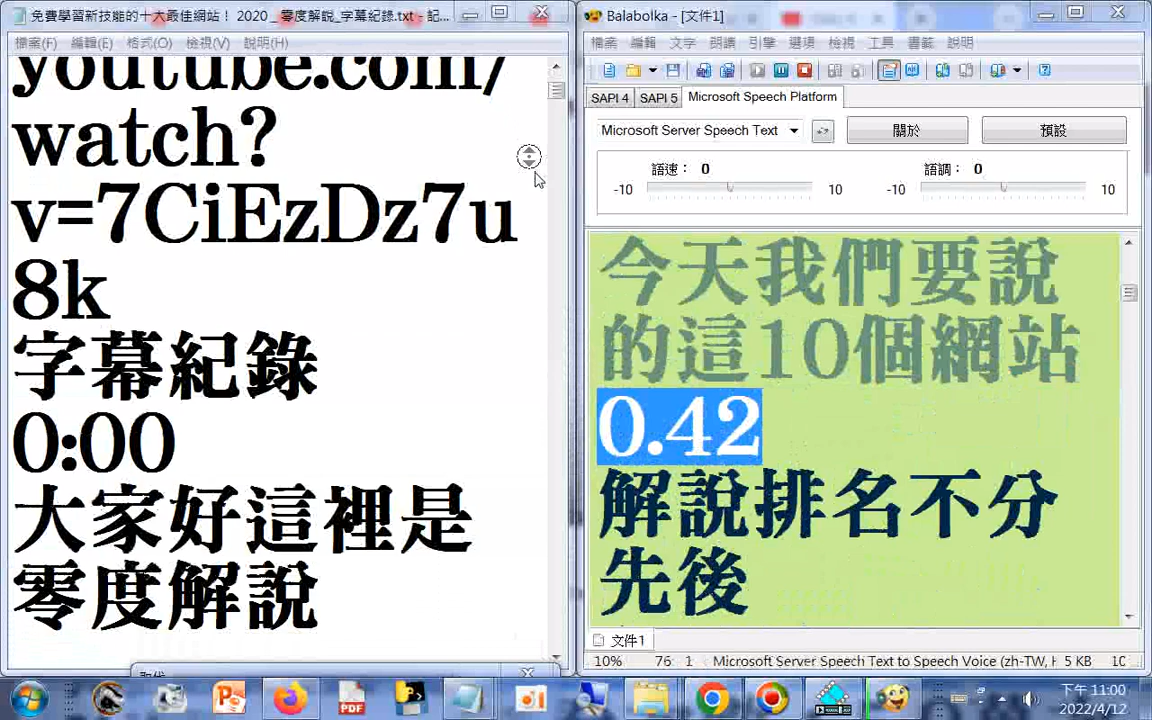 免費學習新技能的十大最佳網站！ 2020 _ 零度解說_字幕紀錄.txt - 記...
檔案(F) 編輯(E) 格式(O) 檢視(V) 說明(H)
youtube.com/
watch?
v=7CiEzDz7u
8k
字幕紀錄
0:00
大家好這裡是
零度解說
Balabolka - [文件1]
檔案 編輯 文字 朗讀 引擎 選項 檢視 工具 書籤 說明
SAPI 4 SAPI 5 Microsoft Speech Platform
Microsoft Server Speech Text 關於 預設
語速： 0 語調： 0
-10 10 -10 10
今天我們要說
的這10個網站
0.42
解說排名不分
先後
文件1
10% 76: 1 Microsoft Server Speech Text to Speech Voice (zh-TW, H 5 KB 10
PDF
下午 11:00
2022/4/12